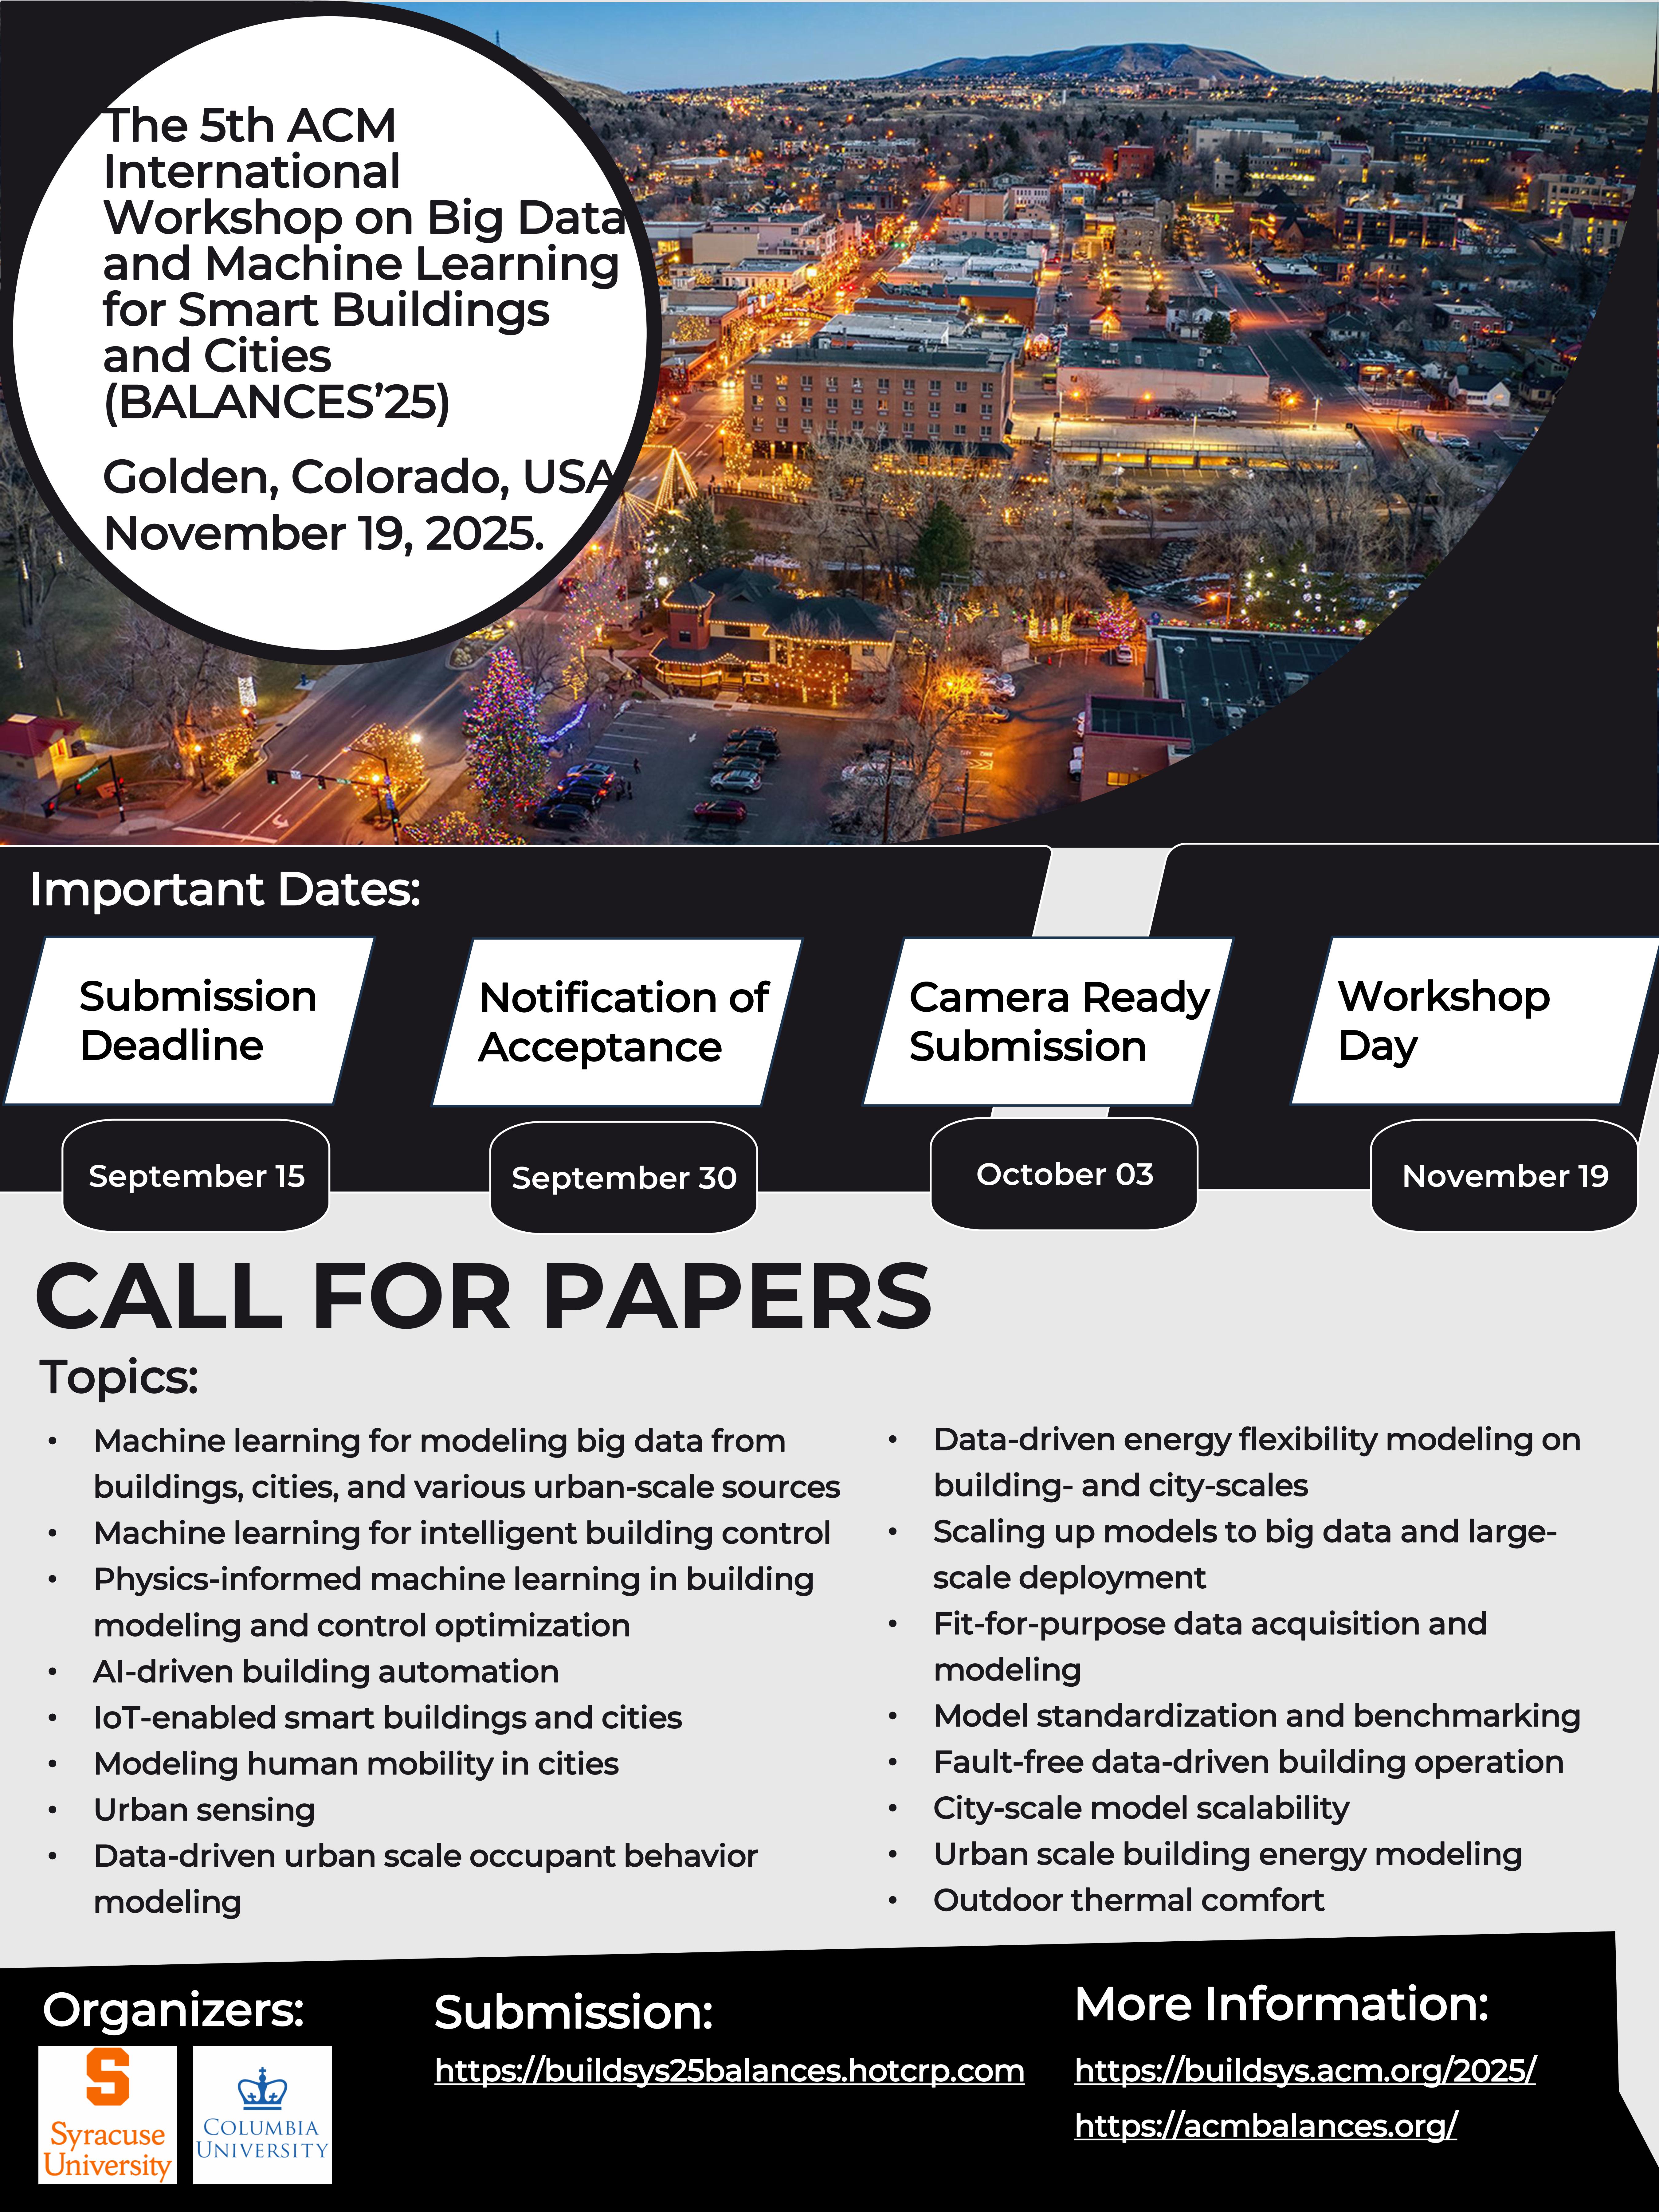 The 5th ACM
International
Workshop on Big Data
and Machine Learning
for Smart Buildings
and Cities
(BALANCES’25)
Golden, Colorado, USA
November 19, 2025.
Important Dates:
Submission
Deadline
Notification of
Acceptance
Camera Ready
Submission
Workshop
Day
September 15
September 30
October 03
November 19
CALL FOR PAPERS
Topics:
• Machine learning for modeling big data from
buildings, cities, and various urban-scale sources
• Machine learning for intelligent building control
• Physics-informed machine learning in building
modeling and control optimization
• AI-driven building automation
• IoT-enabled smart buildings and cities
• Modeling human mobility in cities
• Urban sensing
• Data-driven urban scale occupant behavior
modeling
• Data-driven energy flexibility modeling on
building- and city-scales
• Scaling up models to big data and large-
scale deployment
• Fit-for-purpose data acquisition and
modeling
• Model standardization and benchmarking
• Fault-free data-driven building operation
• City-scale model scalability
• Urban scale building energy modeling
• Outdoor thermal comfort
Organizers:
S
Syracuse
University
COLUMBIA
UNIVERSITY
Submission:
https://buildsys25balances.hotcrp.com
More Information:
https://buildsys.acm.org/2025/
https://acmbalances.org/